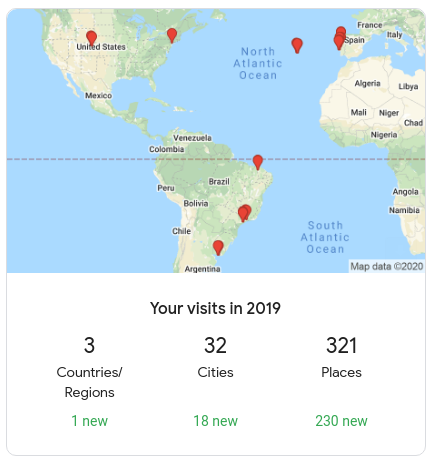 France
North
Atlantic
Ocean
Spain
Italy
United States
Algeria
Libya
Mexico
Mali
Niger
Chad
Nigeria
Venezuela
Colombia
Peru
Brazil
Angola
Bolivia
Namibia
South
Atlantic
Ocean
Chile
Argentina
Map data ©2020
Your visits in 2019
3
32
321
Countries/
Regions
Cities
Places
1 new
18 new
230 new